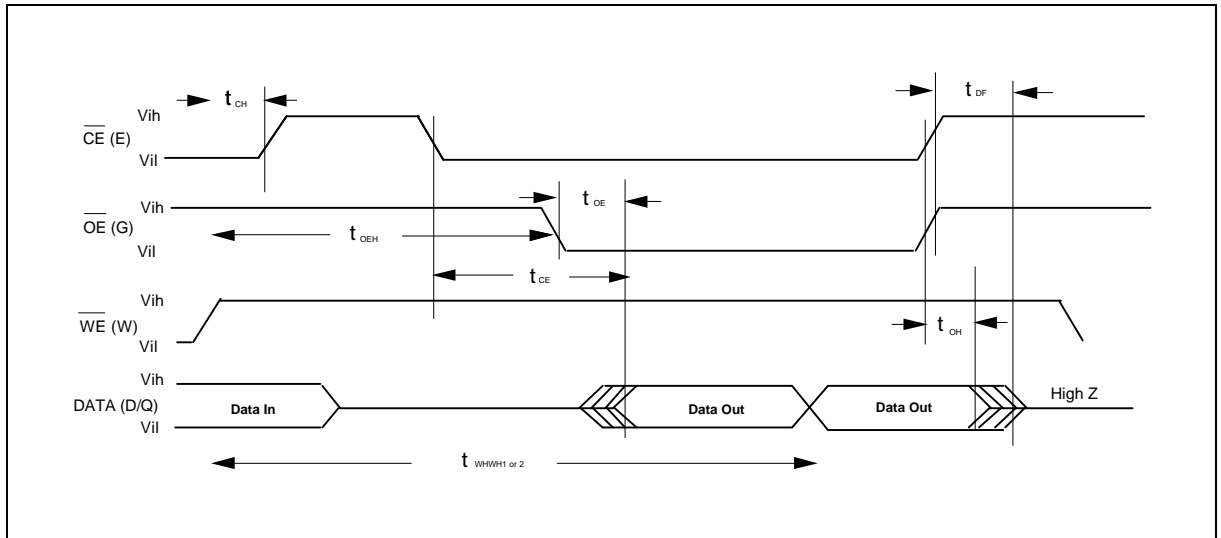 t CH
t DF
Vih
CE (E)
Vil
Vih
t OE
OE (G)
t OEH
Vil
t CE
Vih
WE (W)
t OH
Vil
Vih
DATA (D/Q)
Data In
Data Out
Data Out
High Z
Vil
t WHWH1 or 2